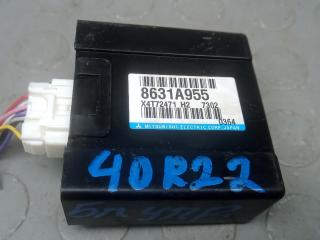 8631A955
X4T72471 H2 7302
0364
MITSUBISHI ELECTRIC CORP. JAPAN
40R22